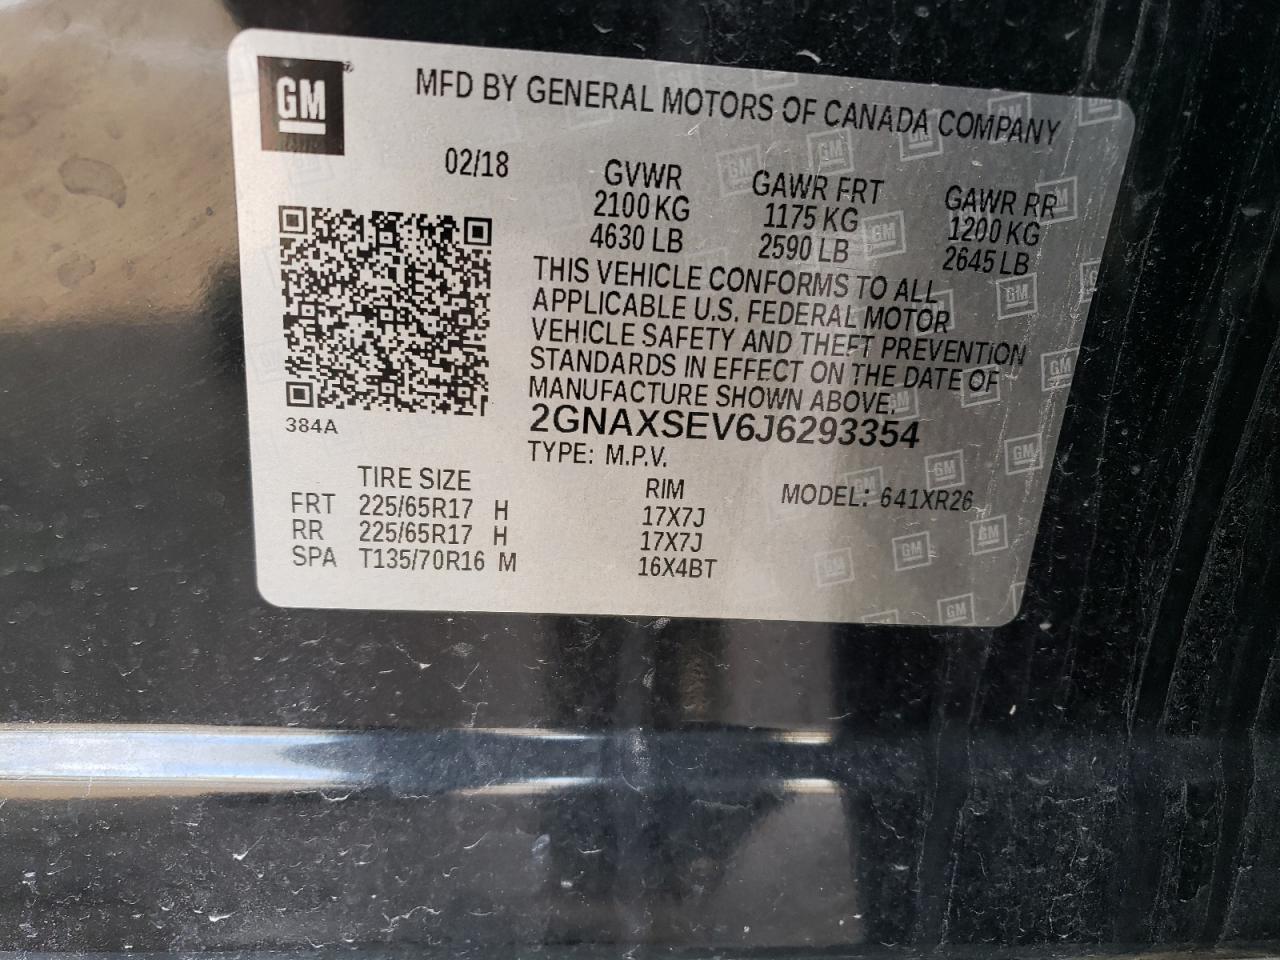 GM
MFD BY GENERAL MOTORS OF CANADA COMPANY
02/18
GVWR
2100 KG
4630 LB
GAWR FRT
1175 KG
2590 LB
GAWR RR
1200 KG
2645 LB
THIS VEHICLE CONFORMS TO ALL
APPLICABLE U.S. FEDERAL MOTOR
VEHICLE SAFETY AND THEFT PREVENTION
STANDARDS IN EFFECT ON THE DATE OF
MANUFACTURE SHOWN ABOVE.
2GNAXSEV6J6293354
384A
TYPE: M.P.V.
MODEL: 641XR26
TIRE SIZE
RIM
FRT 225/65R17 H 17X7J
RR 225/65R17 H 17X7J
SPA T135/70R16 M 16X4BT